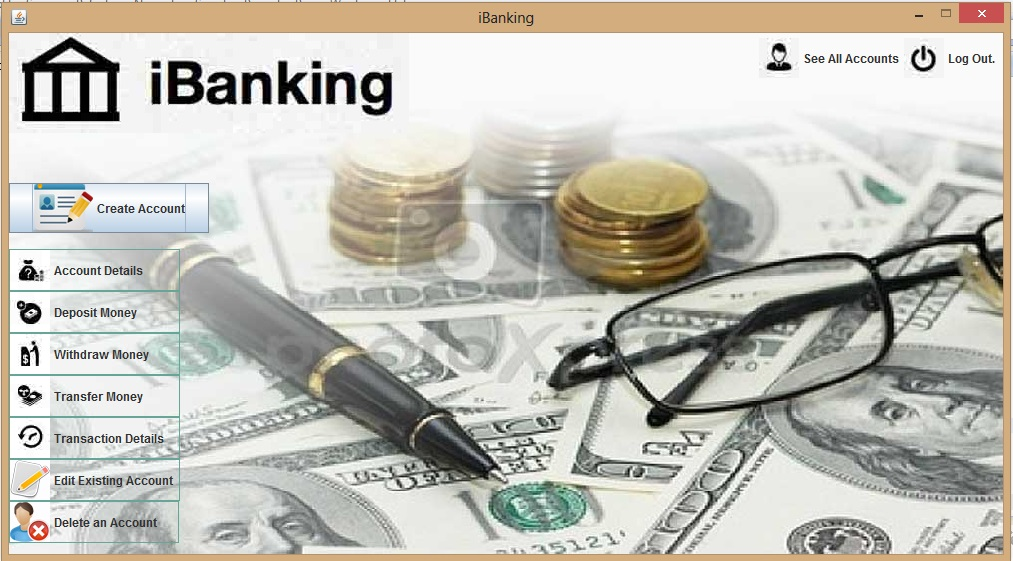 iBanking
iBanking
See All Accounts
Log Out.
Create Account
Account Details
Deposit Money
Withdraw Money
Transfer Money
Transaction Details
Edit Existing Account
Delete an Account